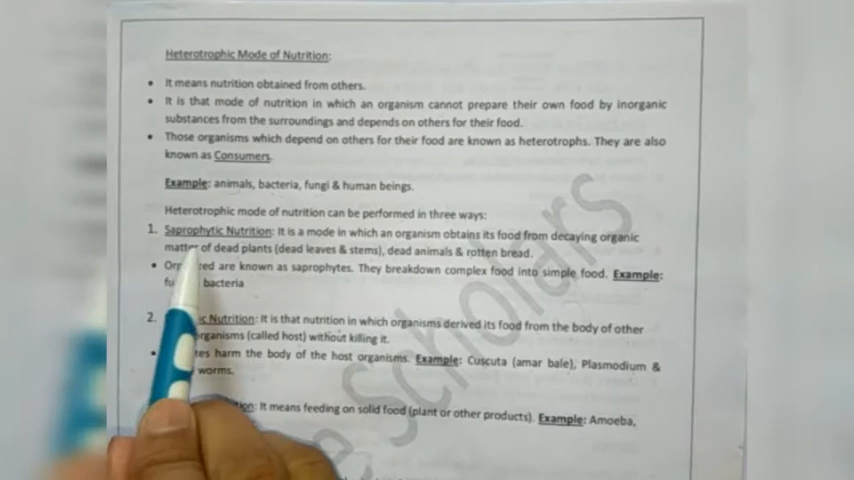 Heterotrophic Mode of Nutrition:
• It means nutrition obtained from others.
• It is that mode of nutrition in which an organism cannot prepare their own food by inorganic
substances from the surroundings and depends on others for their food.
• Those organisms which depend on others for their food are known as heterotrophs. They are also
known as Consumers.
Example: animals, bacteria, fungi & human beings.
Heterotrophic mode of nutrition can be performed in three ways:
1. Saprophytic Nutrition: It is a mode in which an organism obtains its food from decaying organic
matter of dead plants (dead leaves & stems), dead animals & rotten bread.
• are known as saprophytes. They breakdown complex food into simple food. Example:
bacteria
2. Nutrition: It is that nutrition in which organisms derived its food from the body of other
organisms (called host) without killing it.
• harm the body of the host organisms. Example: Cuscuta (amar bale), Plasmodium &
worms.
It means feeding on solid food (plant or other products). Example: Amoeba,
Scholars